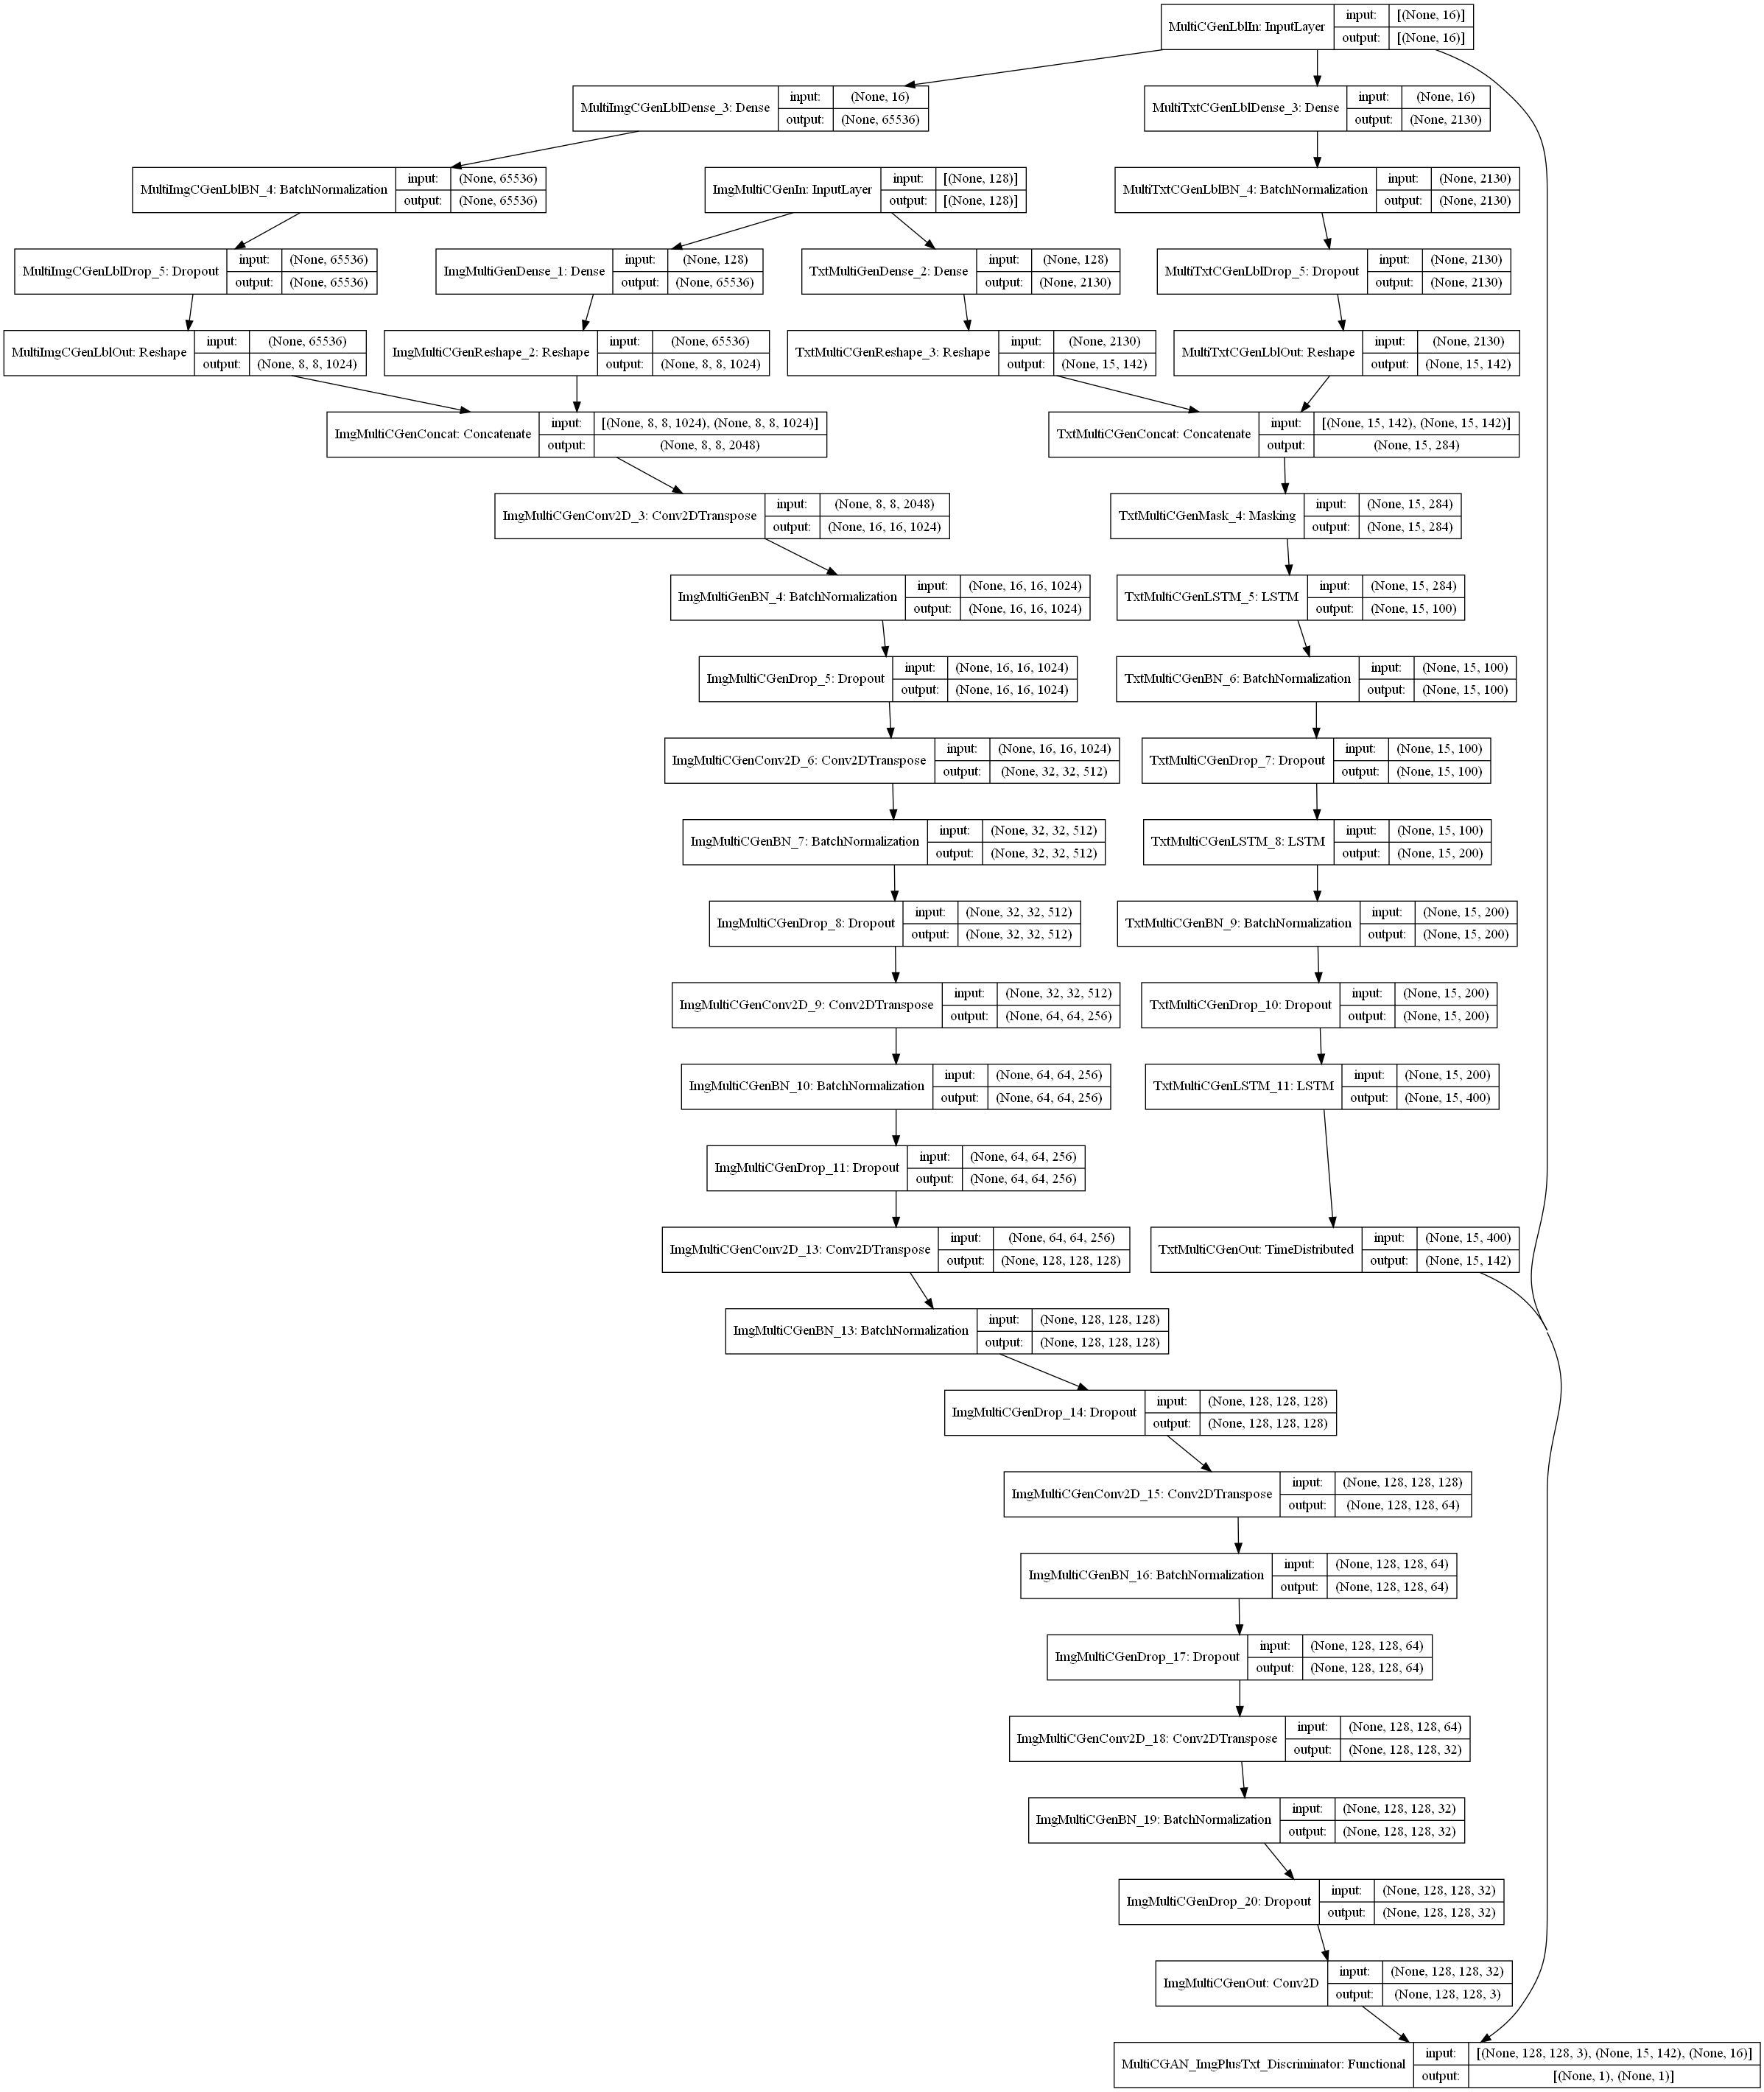 MultiCGenLblIn: InputLayer
input:
[(None, 16)]
output:
[(None, 16)]
MultiImgCGenLblDense_3: Dense
input:
(None, 16)
output:
(None, 65536)
MultiTxtCGenLblDense_3: Dense
input:
(None, 16)
output:
(None, 2130)
MultiImgCGenLblBN_4: BatchNormalization
input:
(None, 65536)
output:
(None, 65536)
ImgMultiCGenIn: InputLayer
input:
[(None, 128)]
output:
[(None, 128)]
MultiTxtCGenLblBN_4: BatchNormalization
input:
(None, 2130)
output:
(None, 2130)
MultiImgCGenLblDrop_5: Dropout
input:
(None, 65536)
output:
(None, 65536)
ImgMultiGenDense_1: Dense
input:
(None, 128)
output:
(None, 65536)
TxtMultiGenDense_2: Dense
input:
(None, 128)
output:
(None, 2130)
MultiTxtCGenLblDrop_5: Dropout
input:
(None, 2130)
output:
(None, 2130)
MultiImgCGenLblOut: Reshape
input:
(None, 65536)
output:
(None, 8, 8, 1024)
ImgMultiCGenReshape_2: Reshape
input:
(None, 65536)
output:
(None, 8, 8, 1024)
TxtMultiCGenReshape_3: Reshape
input:
(None, 2130)
output:
(None, 15, 142)
MultiTxtCGenLblOut: Reshape
input:
(None, 2130)
output:
(None, 15, 142)
ImgMultiCGenConcat: Concatenate
input:
[(None, 8, 8, 1024), (None, 8, 8, 1024)]
output:
(None, 8, 8, 2048)
TxtMultiCGenConcat: Concatenate
input:
[(None, 15, 142), (None, 15, 142)]
output:
(None, 15, 284)
ImgMultiCGenConv2D_3: Conv2DTranspose
input:
(None, 8, 8, 2048)
output:
(None, 16, 16, 1024)
TxtMultiCGenMask_4: Masking
input:
(None, 15, 284)
output:
(None, 15, 284)
ImgMultiGenBN_4: BatchNormalization
input:
(None, 16, 16, 1024)
output:
(None, 16, 16, 1024)
TxtMultiCGenLSTM_5: LSTM
input:
(None, 15, 284)
output:
(None, 15, 100)
ImgMultiCGenDrop_5: Dropout
input:
(None, 16, 16, 1024)
output:
(None, 16, 16, 1024)
TxtMultiCGenBN_6: BatchNormalization
input:
(None, 15, 100)
output:
(None, 15, 100)
ImgMultiCGenConv2D_6: Conv2DTranspose
input:
(None, 16, 16, 1024)
output:
(None, 32, 32, 512)
TxtMultiCGenDrop_7: Dropout
input:
(None, 15, 100)
output:
(None, 15, 100)
ImgMultiCGenBN_7: BatchNormalization
input:
(None, 32, 32, 512)
output:
(None, 32, 32, 512)
TxtMultiCGenLSTM_8: LSTM
input:
(None, 15, 100)
output:
(None, 15, 200)
ImgMultiCGenDrop_8: Dropout
input:
(None, 32, 32, 512)
output:
(None, 32, 32, 512)
TxtMultiCGenBN_9: BatchNormalization
input:
(None, 15, 200)
output:
(None, 15, 200)
ImgMultiCGenConv2D_9: Conv2DTranspose
input:
(None, 32, 32, 512)
output:
(None, 64, 64, 256)
TxtMultiCGenDrop_10: Dropout
input:
(None, 15, 200)
output:
(None, 15, 200)
ImgMultiCGenBN_10: BatchNormalization
input:
(None, 64, 64, 256)
output:
(None, 64, 64, 256)
TxtMultiCGenLSTM_11: LSTM
input:
(None, 15, 200)
output:
(None, 15, 400)
ImgMultiCGenDrop_11: Dropout
input:
(None, 64, 64, 256)
output:
(None, 64, 64, 256)
ImgMultiCGenConv2D_13: Conv2DTranspose
input:
(None, 64, 64, 256)
output:
(None, 128, 128, 128)
TxtMultiCGenOut: TimeDistributed
input:
(None, 15, 400)
output:
(None, 15, 142)
ImgMultiCGenBN_13: BatchNormalization
input:
(None, 128, 128, 128)
output:
(None, 128, 128, 128)
ImgMultiCGenDrop_14: Dropout
input:
(None, 128, 128, 128)
output:
(None, 128, 128, 128)
ImgMultiCGenConv2D_15: Conv2DTranspose
input:
(None, 128, 128, 128)
output:
(None, 128, 128, 64)
ImgMultiCGenBN_16: BatchNormalization
input:
(None, 128, 128, 64)
output:
(None, 128, 128, 64)
ImgMultiCGenDrop_17: Dropout
input:
(None, 128, 128, 64)
output:
(None, 128, 128, 64)
ImgMultiCGenConv2D_18: Conv2DTranspose
input:
(None, 128, 128, 64)
output:
(None, 128, 128, 32)
ImgMultiCGenBN_19: BatchNormalization
input:
(None, 128, 128, 32)
output:
(None, 128, 128, 32)
ImgMultiCGenDrop_20: Dropout
input:
(None, 128, 128, 32)
output:
(None, 128, 128, 32)
ImgMultiCGenOut: Conv2D
input:
(None, 128, 128, 32)
output:
(None, 128, 128, 3)
MultiCGAN_ImgPlusTxt_Discriminator: Functional
input:
[(None, 128, 128, 3), (None, 15, 142), (None, 16)]
output:
[(None, 1), (None, 1)]